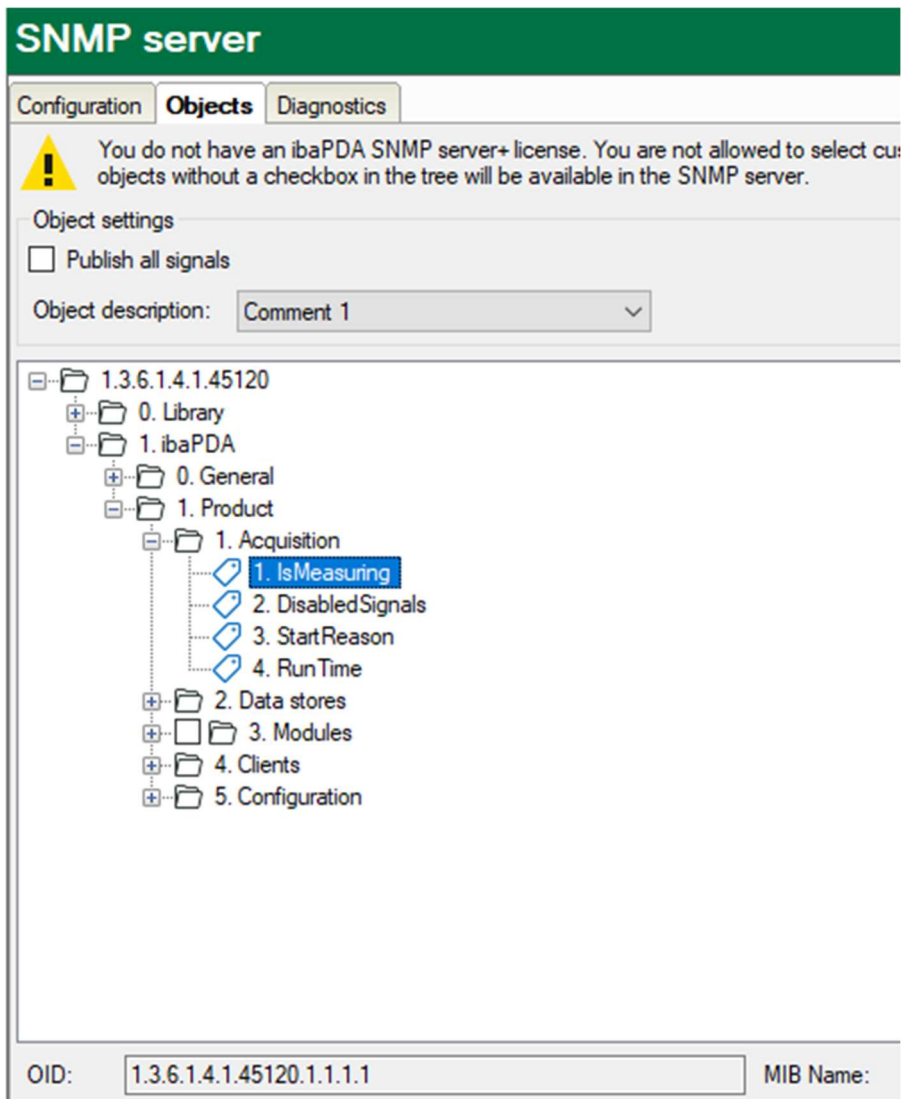 SNMP server
Configuration Objects Diagnostics
You do not have an ibaPDA SNMP server+ license. You are not allowed to select
objects without a checkbox in the tree will be available in the SNMP server.
Object settings
Publish all signals
Object description: Comment 1
1.3.6.1.4.1.45120
0. Library
1. ibaPDA
0. General
1. Product
1. Acquisition
1. IsMeasuring
2. DisabledSignals
3. StartReason
4. RunTime
2. Data stores
3. Modules
4. Clients
5. Configuration
OID: 1.3.6.1.4.1.45120.1.1.1.1 MIB Name: